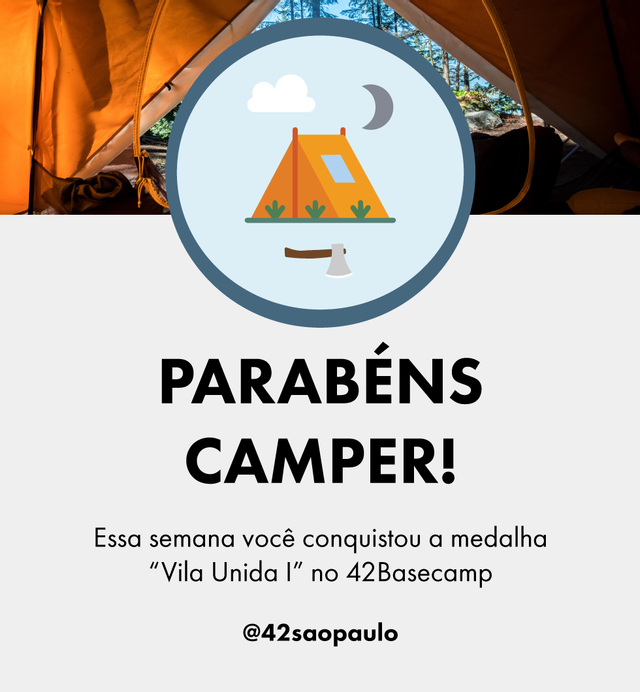 PARABÉNS
CAMPER!
Essa semana você conquistou a medalha
“Vila Unida I” no 42Basecamp
@42saopaulo